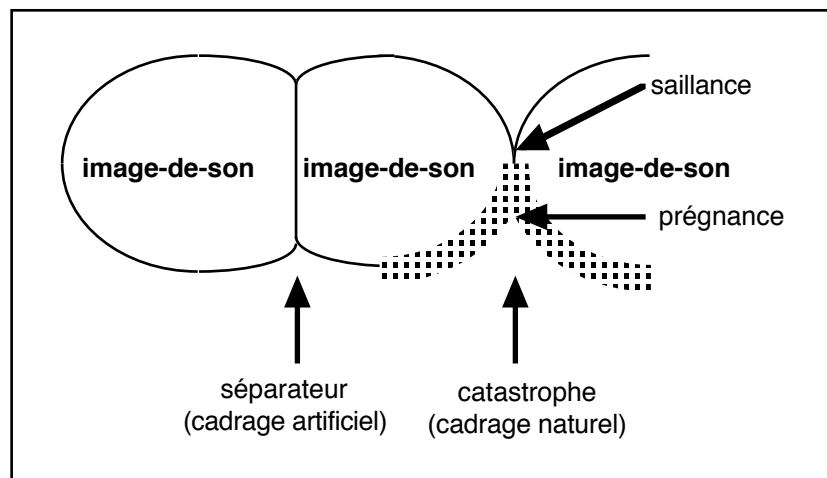 saillance
image-de-son image-de-son image-de-son
prégnance
séparateur catastrophe
(cadrage artificiel) (cadrage naturel)